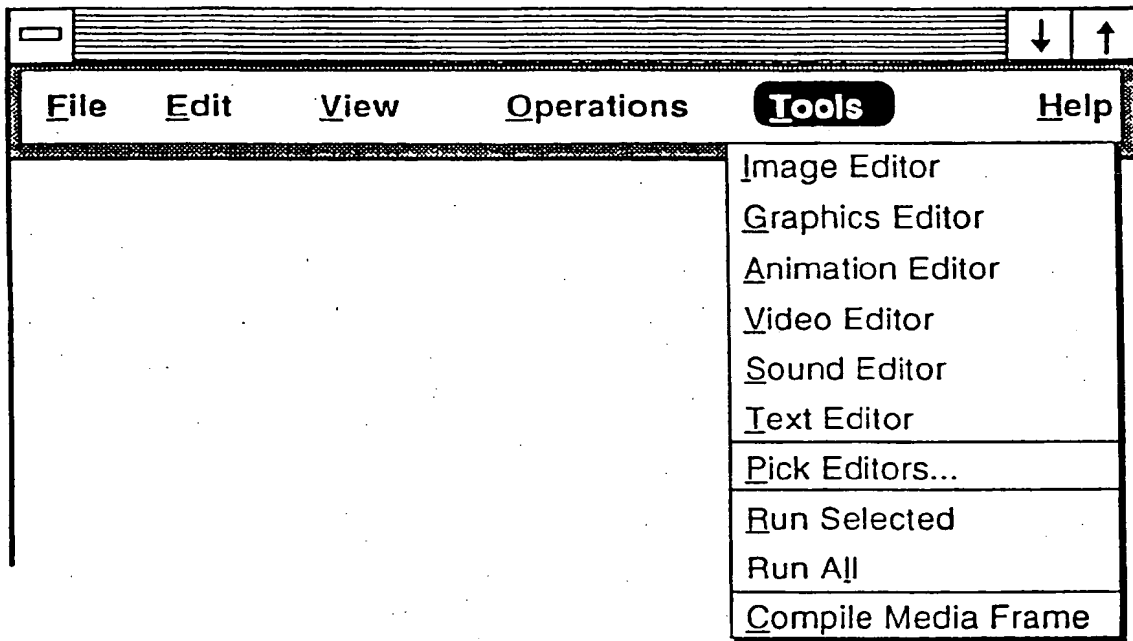 File Edit View Operations Tools Help
Image Editor
Graphics Editor
Animation Editor
Video Editor
Sound Editor
Text Editor
Pick Editors...
Run Selected
Run All
Compile Media Frame